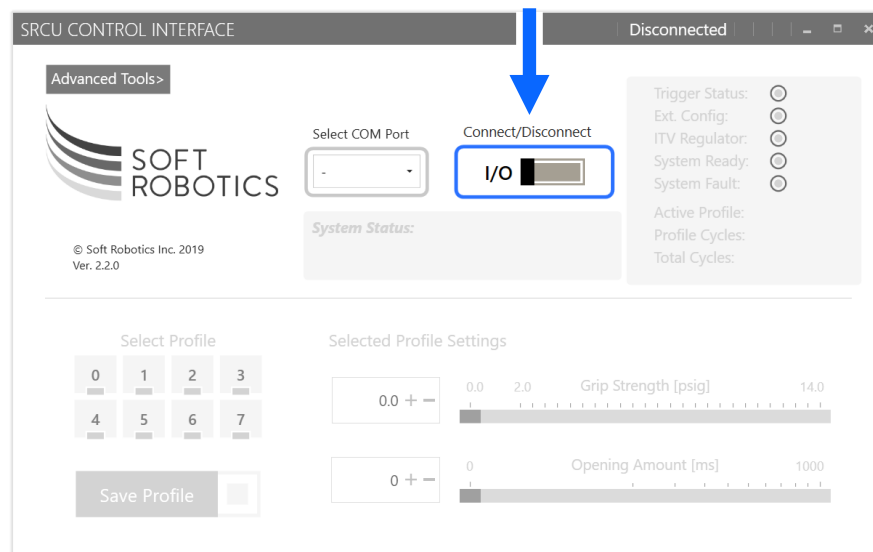 SRCU CONTROL INTERFACE
Disconnected
Advanced Tools>
SOFT
ROBOTICS
© Soft Robotics Inc. 2019
Ver. 2.2.0
Select COM Port
-
Connect/Disconnect
I/O
System Status:
Trigger Status:
Ext. Config:
ITV Regulator:
System Ready:
System Fault:
Active Profile:
Profile Cycles:
Total Cycles:
Select Profile
0 1 2 3
4 5 6 7
Save Profile
Selected Profile Settings
0.0 + −
0.0 2.0 Grip Strength [psig] 14.0
0 + −
0 Opening Amount [ms] 1000